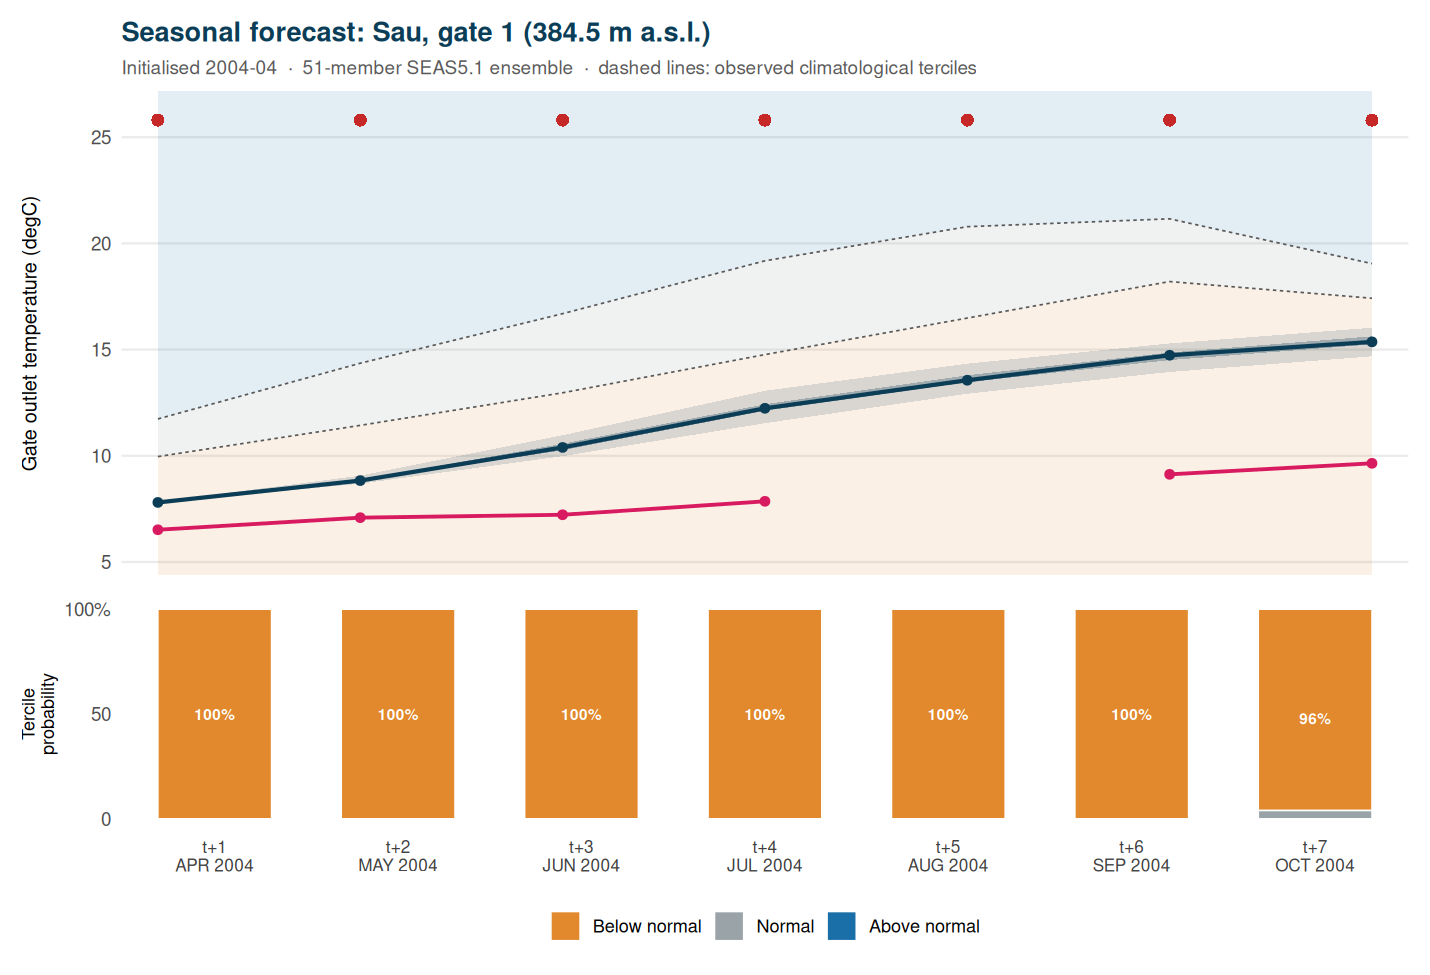 Seasonal forecast: Sau, gate 1 (384.5 m a.s.l.)
Initialised 2004-04 · 51-member SEAS5.1 ensemble · dashed lines: observed climatological terciles
Gate outlet temperature (degC)
25
20
15
10
5
Tercile
probability
100%
50
0
100%
100%
100%
100%
100%
100%
96%
t+1
APR 2004
t+2
MAY 2004
t+3
JUN 2004
t+4
JUL 2004
t+5
AUG 2004
t+6
SEP 2004
t+7
OCT 2004
Below normal
Normal
Above normal